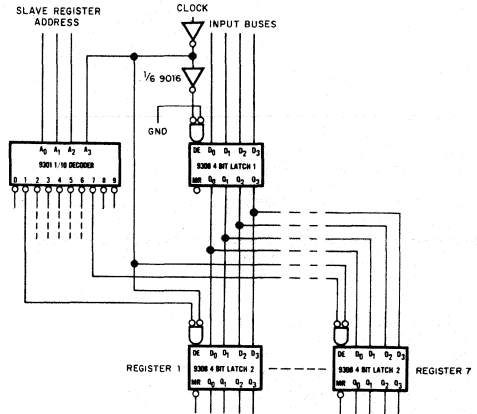 SLAVE REGISTER
ADDRESS
CLOCK
INPUT BUSES
1/6 9016
GND
A0 A1 A2 A3
9301 1/10 DECODER
0 1 2 3 4 5 6 7 8 9
DE D0 D1 D2 D3
9308 4 BIT LATCH 1
MR Q0 Q1 Q2 Q3
DE D0 D1 D2 D3
REGISTER 1
9308 4 BIT LATCH 2
MR Q0 Q1 Q2 Q3
DE D0 D1 D2 D3
9308 4 BIT LATCH 2
REGISTER 7
MR Q0 Q1 Q2 Q3